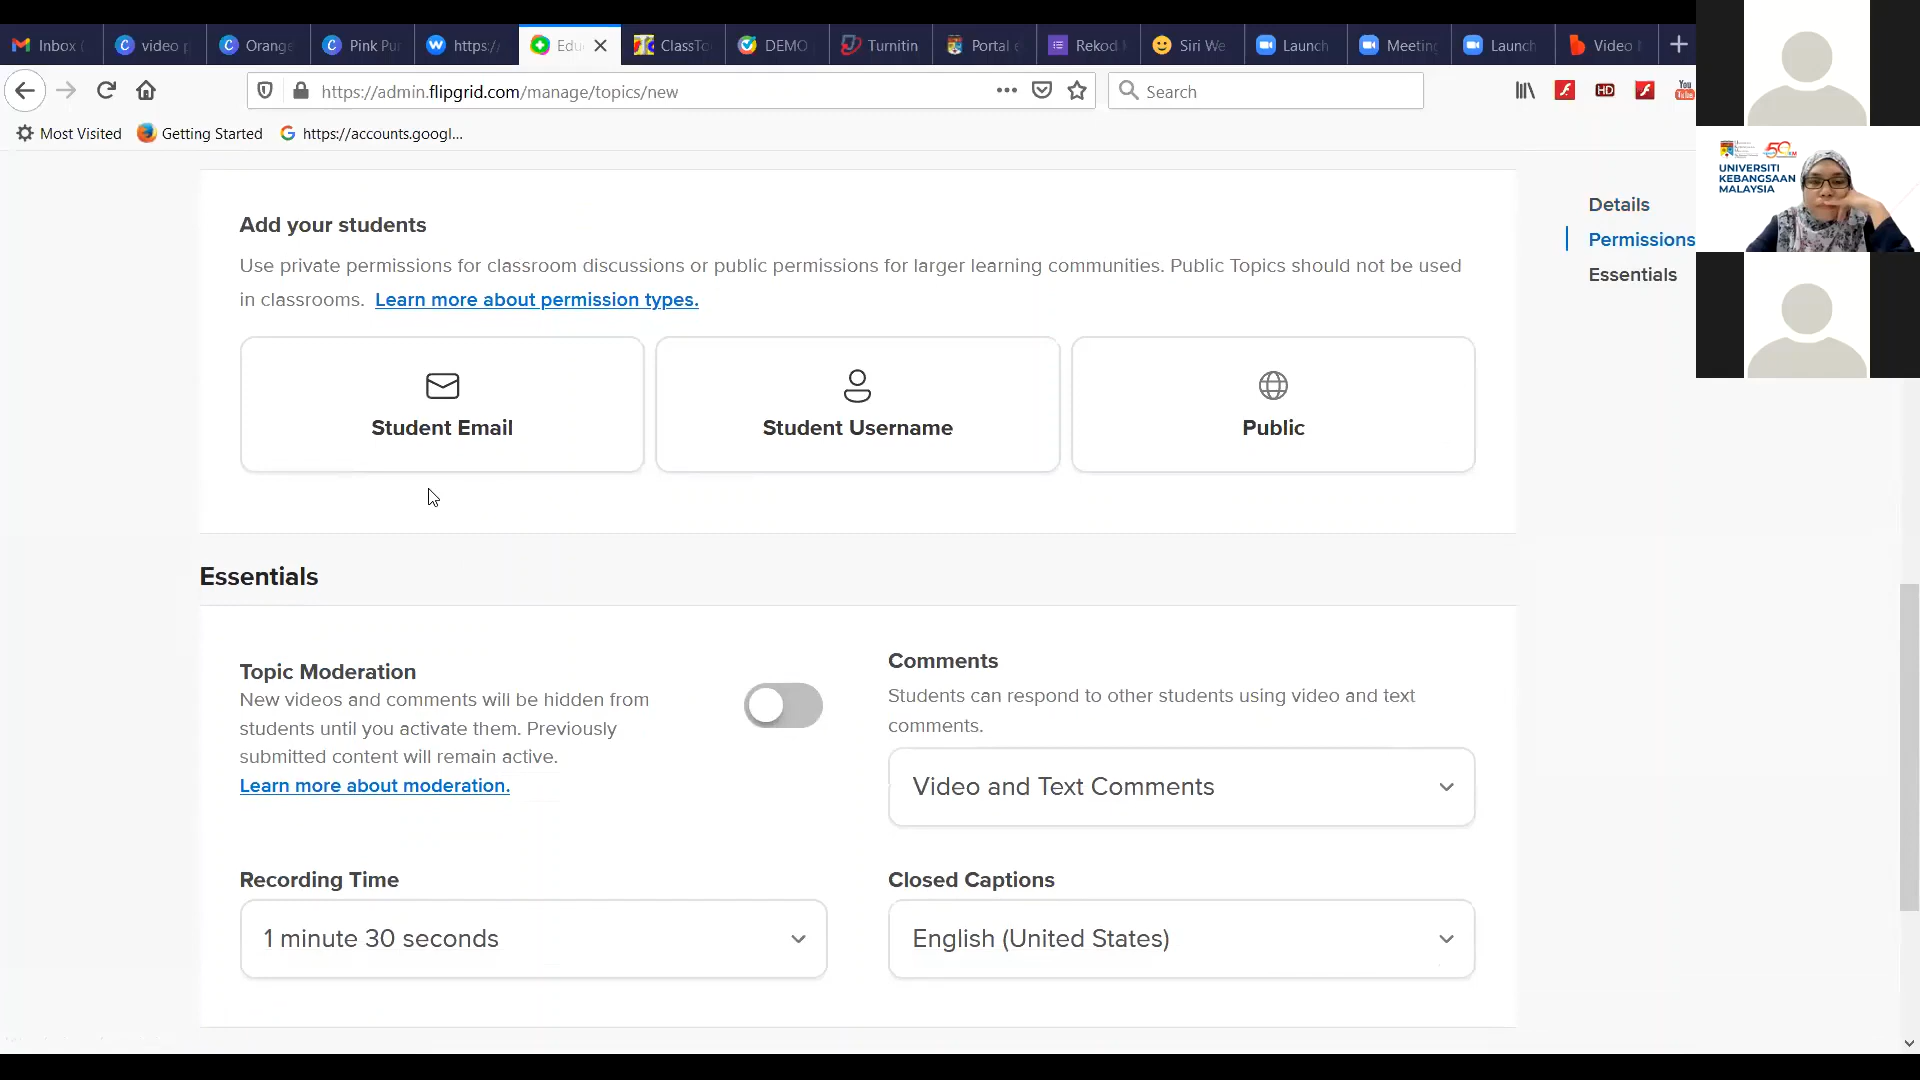 Inbox
video
Orange
Pink Pu
https:/
Edu
ClassTo
DEMO
Turnitin
Portal
Rekod
Siri We
Launch
Meeting
Launch
Video
https://admin.flipgrid.com/manage/topics/new
Search
HD
You
Most Visited
Getting Started
https://accounts.googl...
50
UNIVERSITI
KEBANGSAAN
MALAYSIA
Details
Permissions
Essentials
Add your students
Use private permissions for classroom discussions or public permissions for larger learning communities. Public Topics should not be used
in classrooms. Learn more about permission types.
Student Email
Student Username
Public
Essentials
Topic Moderation
New videos and comments will be hidden from
students until you activate them. Previously
submitted content will remain active.
Learn more about moderation.
Comments
Students can respond to other students using video and text
comments.
Video and Text Comments
Recording Time
1 minute 30 seconds
Closed Captions
English (United States)